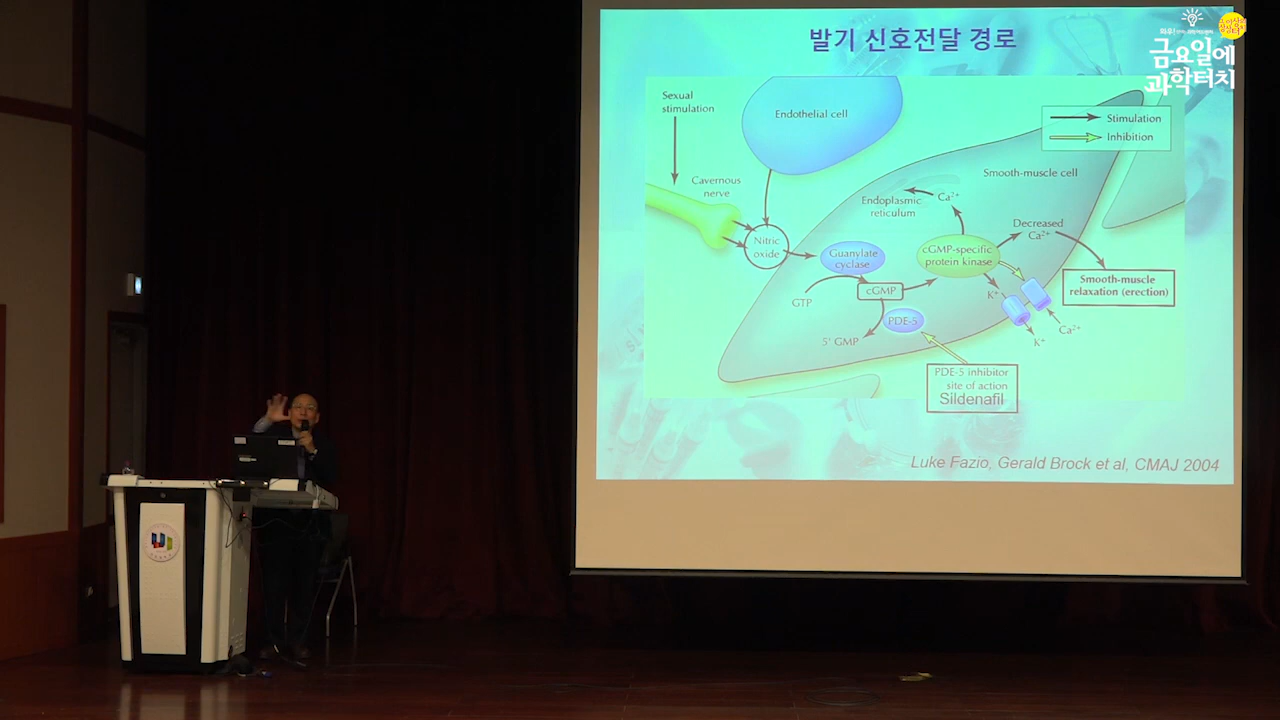 발기 신호전달 경로
금요일에
과학터치
Sexual
stimulation
Endothelial cell
Stimulation
Inhibition
Cavernous
nerve
Smooth-muscle cell
Endoplasmic
reticulum
Ca²⁺
Decreased
Ca²⁺
Nitric
oxide
Guanylate
cyclase
cGMP-specific
protein kinase
Smooth-muscle
relaxation (erection)
GTP
cGMP
K⁺
PDE-5
5' GMP
K⁺
Ca²⁺
PDE-5 inhibitor
site of action
Sildenafil
Luke Fazio, Gerald Brock et al, CMAJ 2004